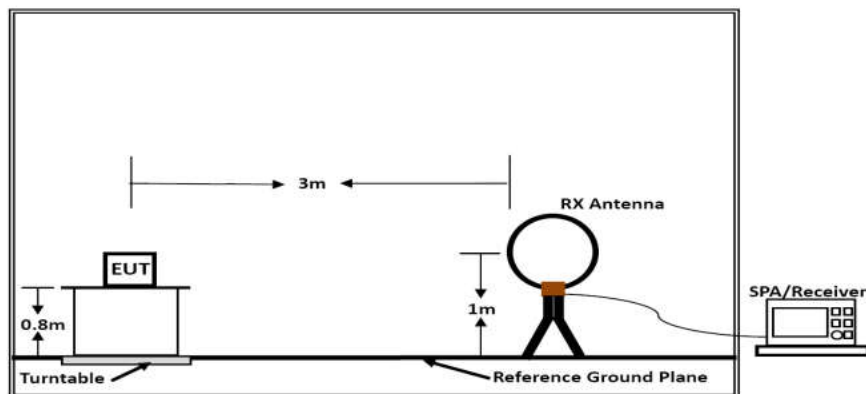 3m
RX Antenna
EUT
SPA/Receiver
0.8m
1m
Turntable
Reference Ground Plane